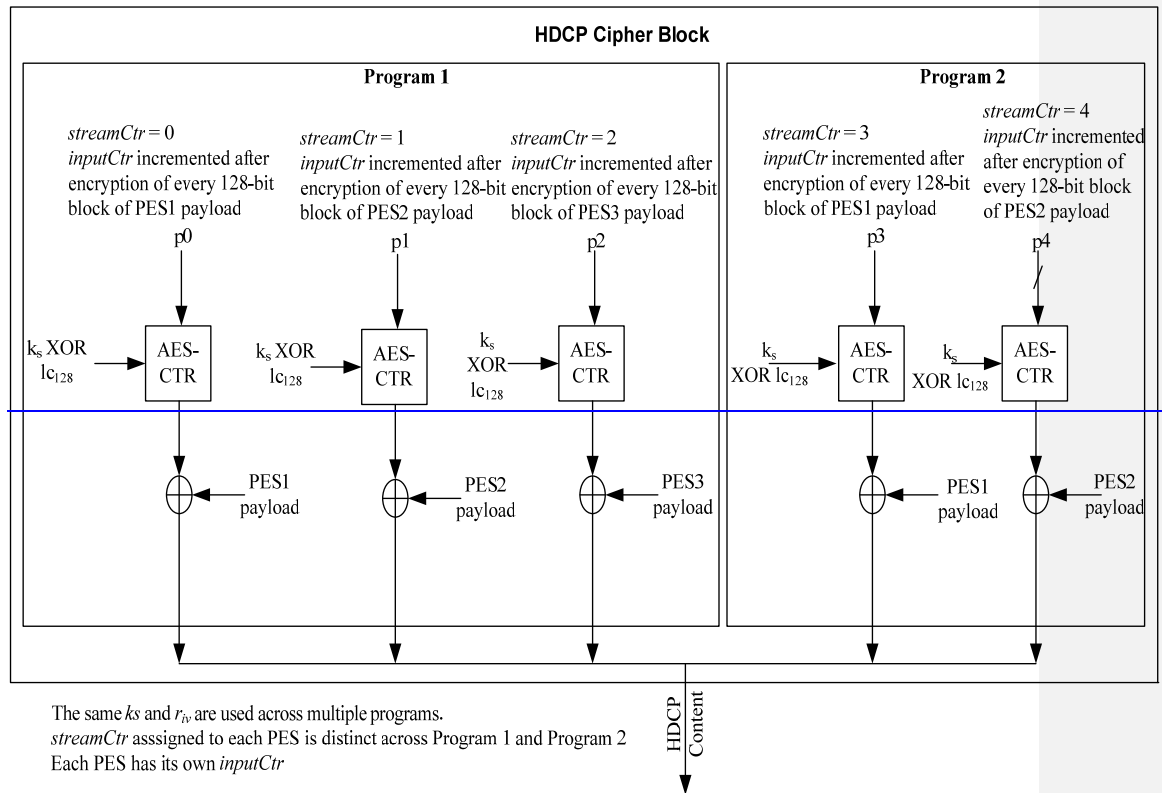 HDCP Cipher Block
Program 1
streamCtr = 0
inputCtr incremented after
encryption of every 128-bit
block of PES1 payload
p0
streamCtr = 1
inputCtr incremented after
encryption of every 128-bit
block of PES2 payload
p1
streamCtr = 2
inputCtr incremented after
encryption of every 128-bit
block of PES3 payload
p2
ks XOR
lc128
AES-
CTR
ks XOR
lc128
AES-
CTR
ks
XOR
lc128
AES-
CTR
PES1
payload
PES2
payload
PES3
payload
Program 2
streamCtr = 3
inputCtr incremented after
encryption of every 128-bit
block of PES1 payload
p3
streamCtr = 4
inputCtr incremented
after encryption of
every 128-bit block
of PES2 payload
p4
ks
XOR lc128
AES-
CTR
ks
XOR lc128
AES-
CTR
PES1
payload
PES2
payload
HDCP
Content
The same ks and riv are used across multiple programs.
streamCtr asssigned to each PES is distinct across Program 1 and Program 2
Each PES has its own inputCtr